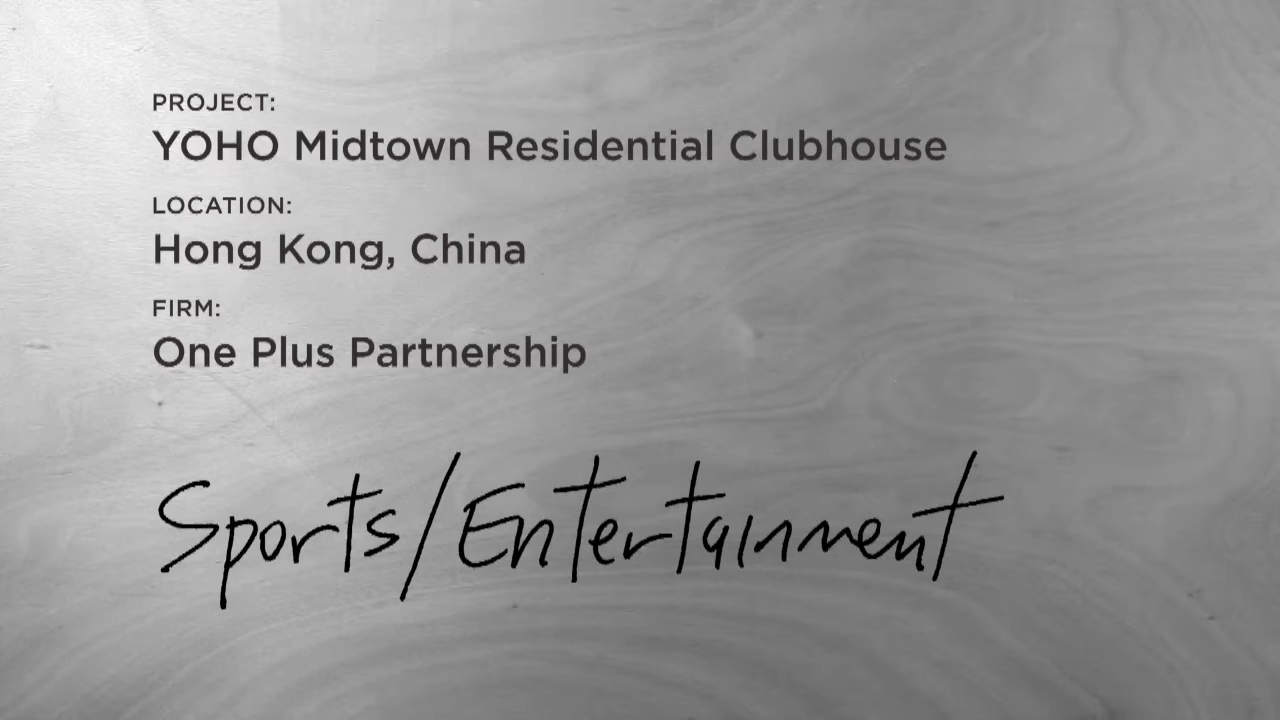 PROJECT:
YOHO Midtown Residential Clubhouse
LOCATION:
Hong Kong, China
FIRM:
One Plus Partnership
Sports/Entertainment